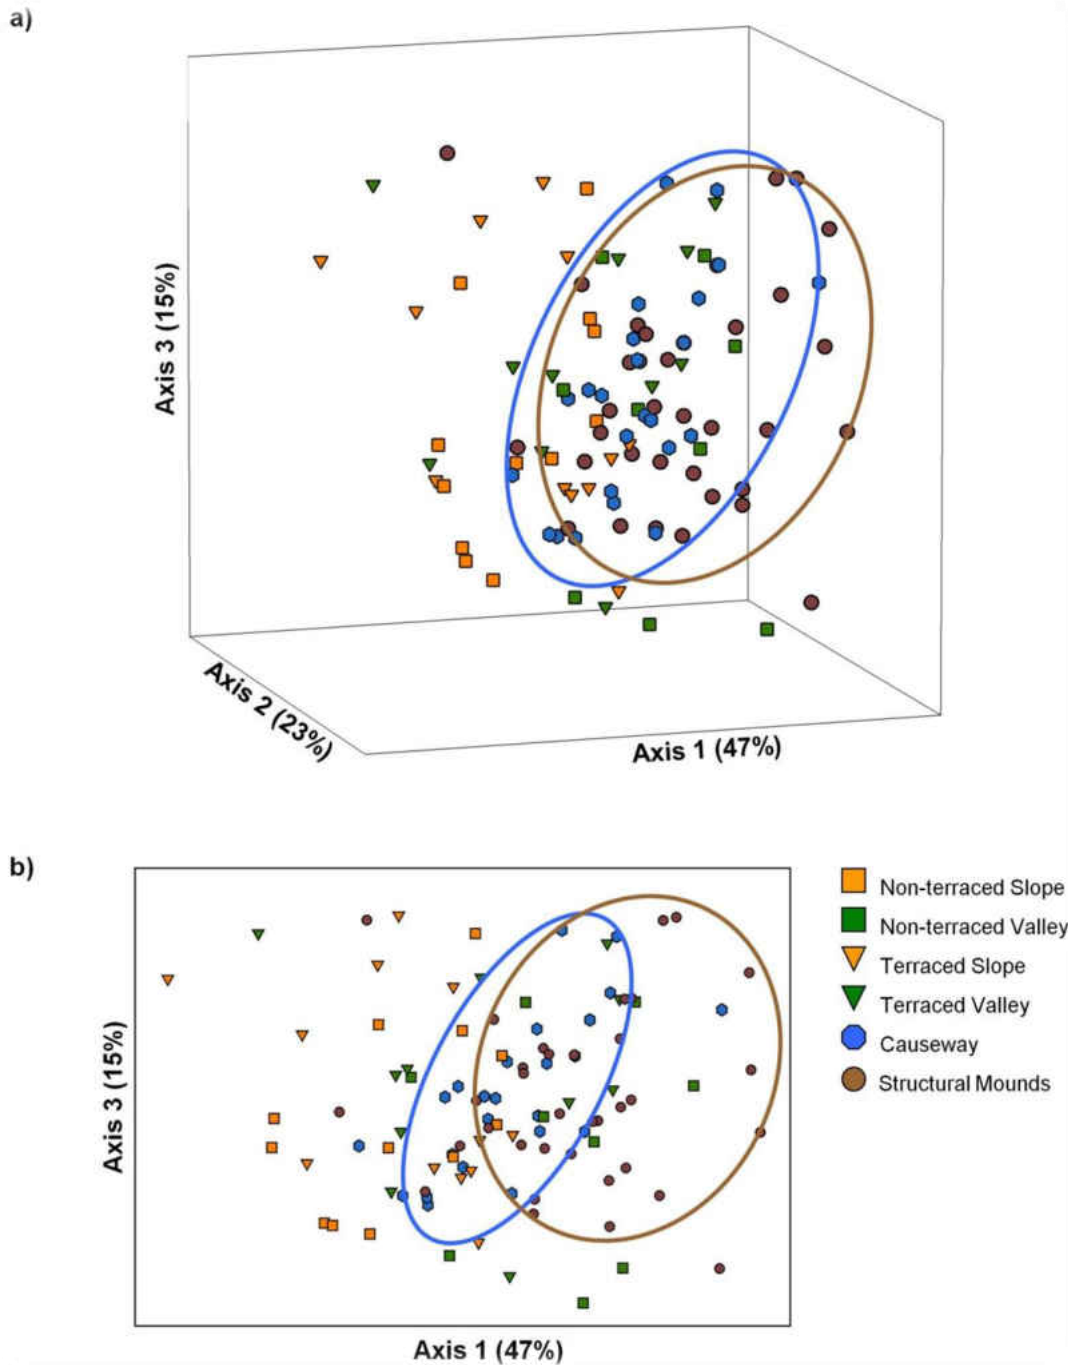 a)
Axis 3 (15%)
Axis 2 (23%)
Axis 1 (47%)
b)
Axis 3 (15%)
Axis 1 (47%)
Non-terraced Slope
Non-terraced Valley
Terraced Slope
Terraced Valley
Causeway
Structural Mounds